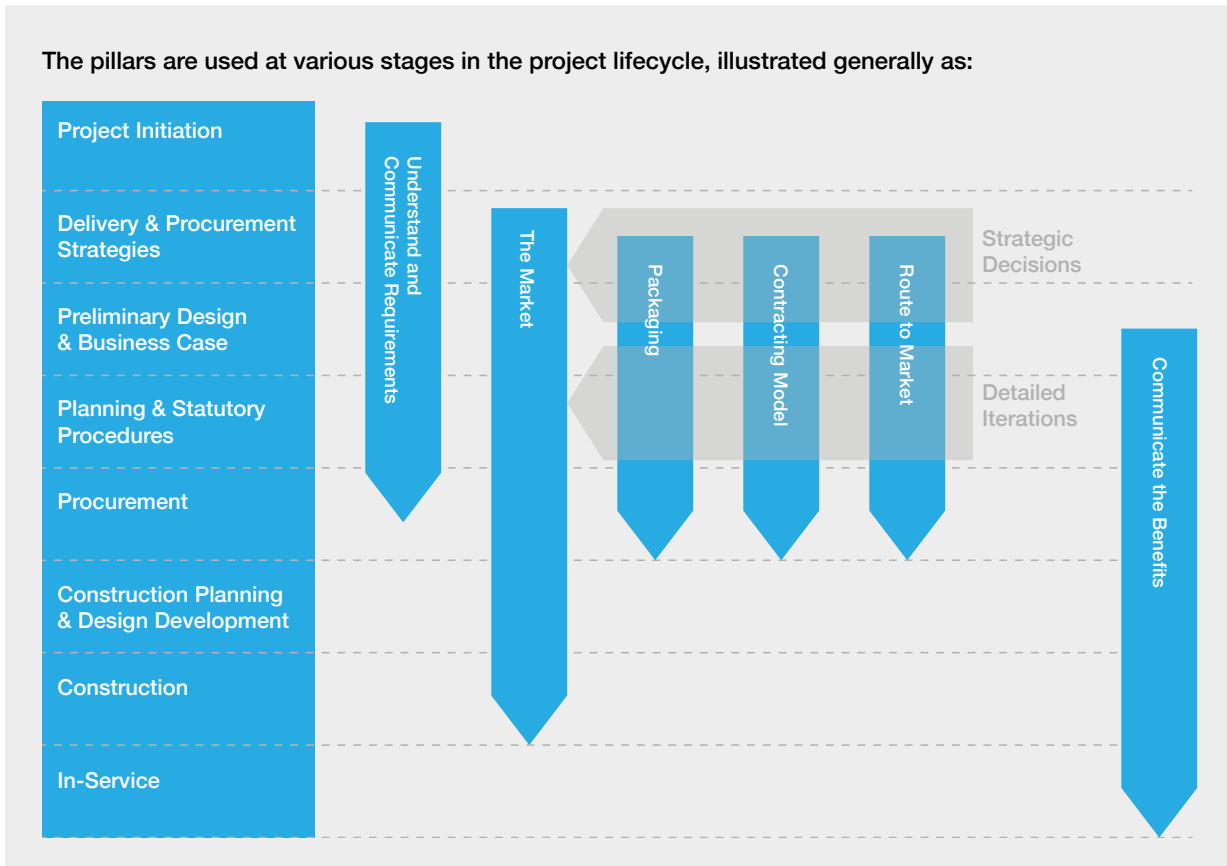 The pillars are used at various stages in the project lifecycle, illustrated generally as:
Project Initiation
Delivery & Procurement
Strategies
Preliminary Design
& Business Case
Planning & Statutory
Procedures
Procurement
Construction Planning
& Design Development
Construction
In-Service
Understand and
Communicate Requirements
The Market
Packaging
Contracting Model
Route to Market
Strategic
Decisions
Detailed
Iterations
Communicate the Benefits